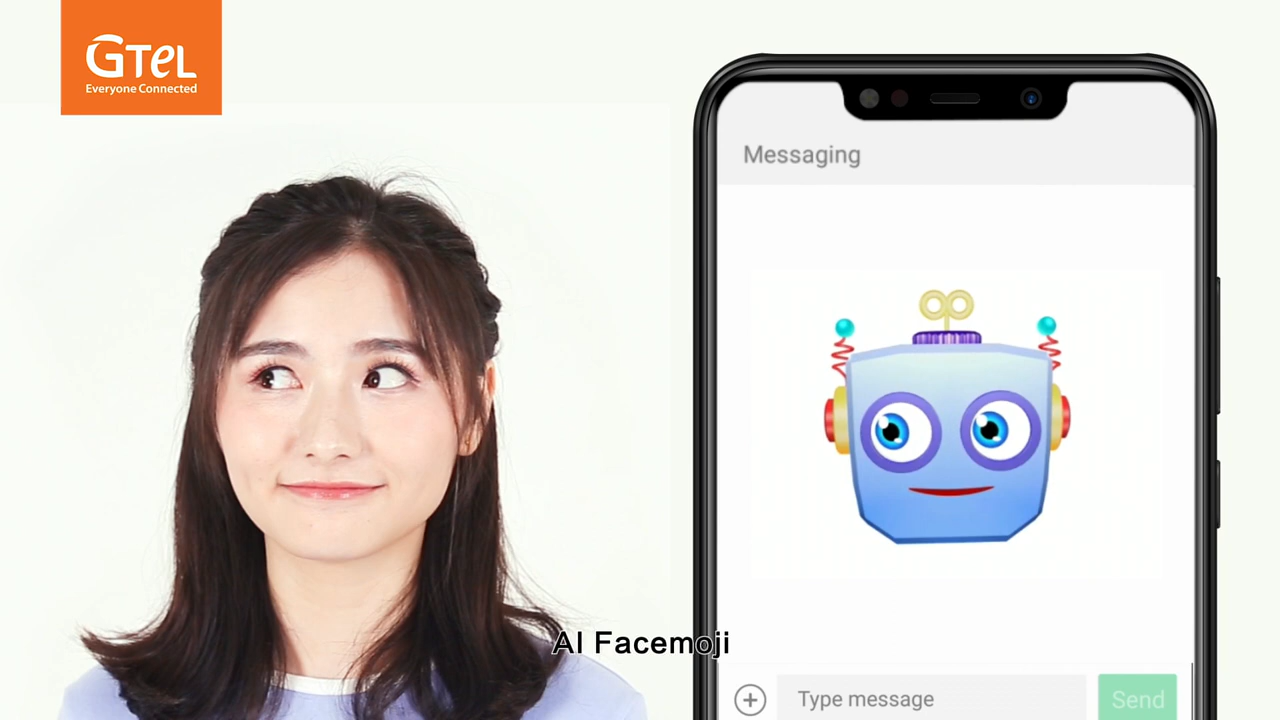 GTeL
Everyone Connected
Messaging
AI Facemoji
Type message
Send